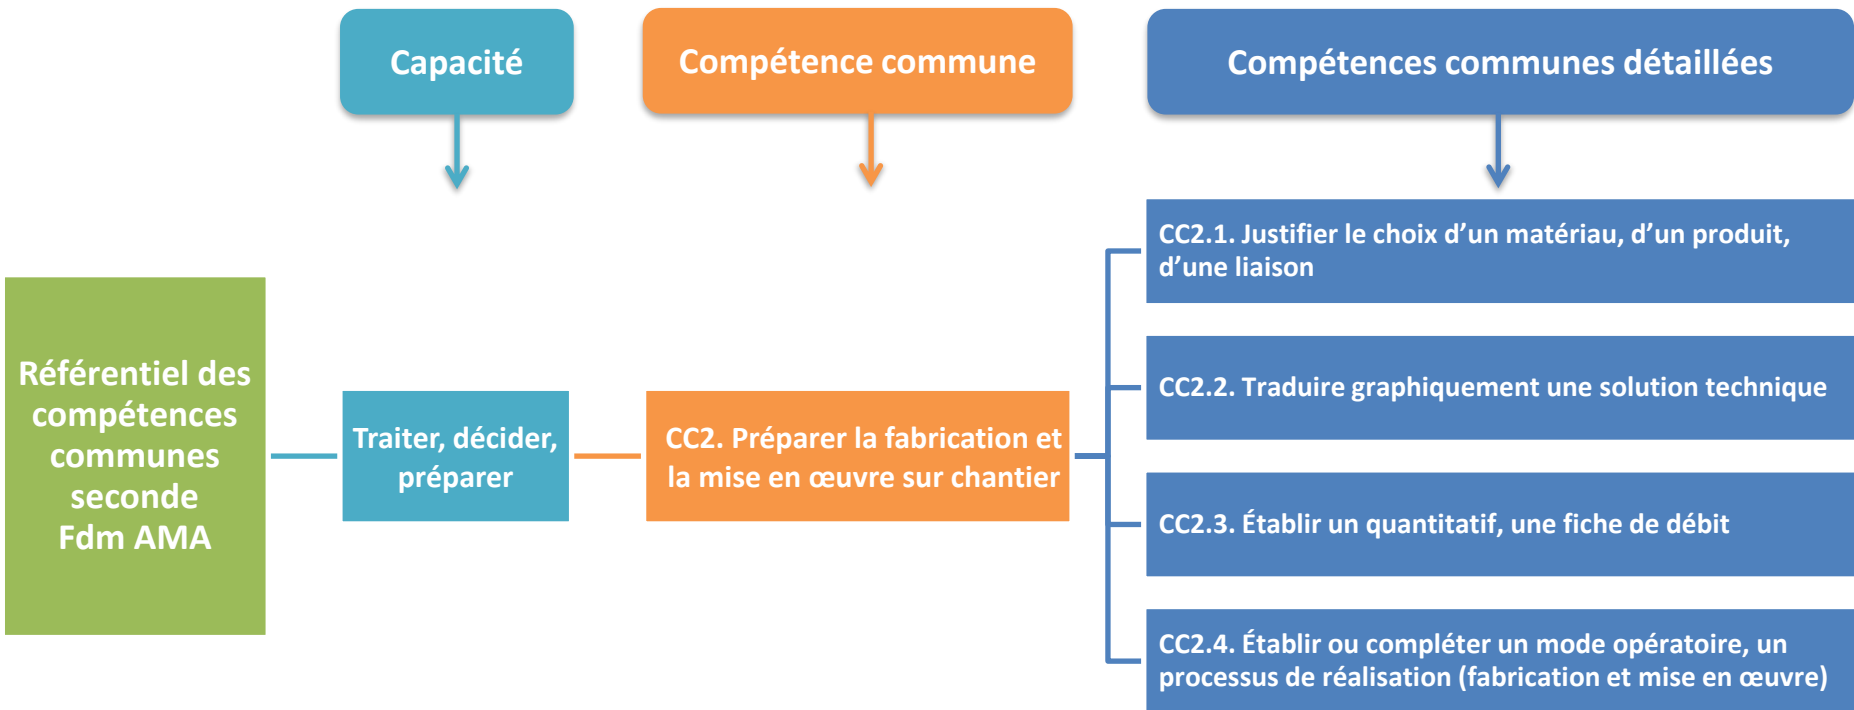 Capacité
Compétence commune
Compétences communes détaillées
Référentiel des
compétences
communes
seconde
Fdm AMA
Traiter, décider,
préparer
CC2. Préparer la fabrication et
la mise en œuvre sur chantier
CC2.1. Justifier le choix d’un matériau, d’un produit,
d’une liaison
CC2.2. Traduire graphiquement une solution technique
CC2.3. Établir un quantitatif, une fiche de débit
CC2.4. Établir ou compléter un mode opératoire, un
processus de réalisation (fabrication et mise en œuvre)